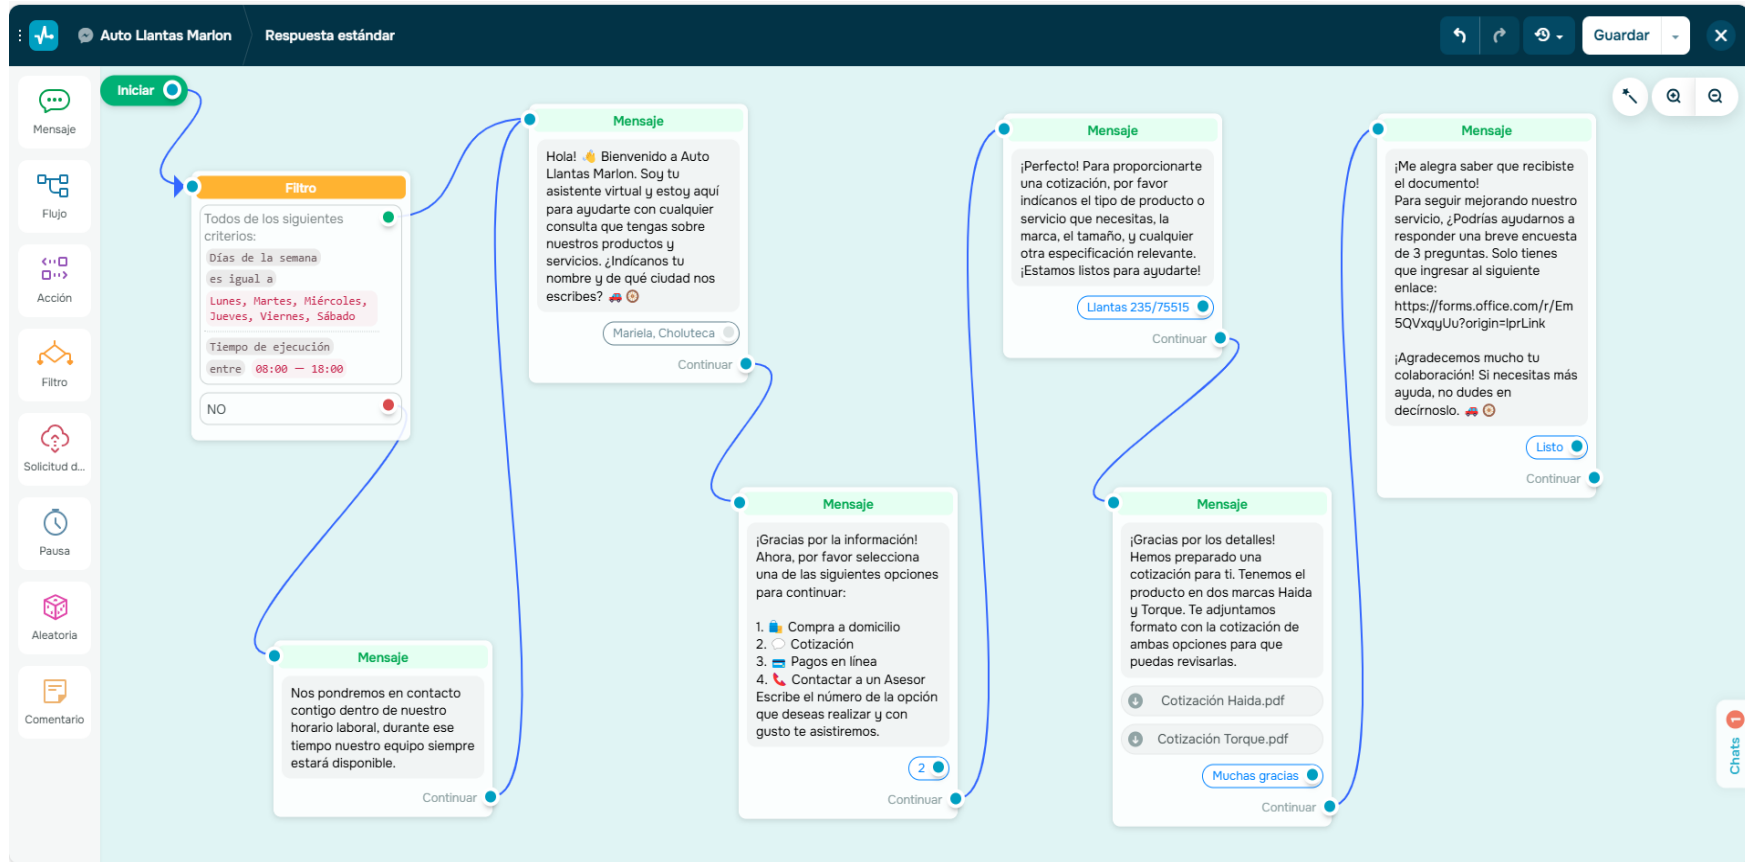 Auto Llantas Marlon
Respuesta estándar
Guardar
Mensaje
Flujo
Acción
Filtro
Solicitud d...
Pausa
Aleatoria
Comentario
Iniciar
Filtro
Todos de los siguientes
criterios:
Días de la semana
es igual a
Lunes, Martes, Miércoles,
Jueves, Viernes, Sábado
Tiempo de ejecución
entre 08:00 — 18:00
NO
Mensaje
Nos pondremos en contacto
contigo dentro de nuestro
horario laboral, durante ese
tiempo nuestro equipo siempre
estará disponible.
Continuar
Mensaje
Hola! 👋 Bienvenido a Auto
Llantas Marlon. Soy tu
asistente virtual y estoy aquí
para ayudarte con cualquier
consulta que tengas sobre
nuestros productos y
servicios. ¿Indícanos tu
nombre y de qué ciudad nos
escribes? 🚗 🛞
Mariela, Choluteca
Continuar
Mensaje
¡Gracias por la información!
Ahora, por favor selecciona
una de las siguientes opciones
para continuar:
1. 🛍️ Compra a domicilio
2. 💬 Cotización
3. 💳 Pagos en línea
4. 📞 Contactar a un Asesor
Escribe el número de la opción
que deseas realizar y con
gusto te asistiremos.
2
Continuar
Mensaje
¡Perfecto! Para proporcionarte
una cotización, por favor
indícanos el tipo de producto o
servicio que necesitas, la
marca, el tamaño, y cualquier
otra especificación relevante.
¡Estamos listos para ayudarte!
Llantas 235/75515
Continuar
Mensaje
¡Gracias por los detalles!
Hemos preparado una
cotización para ti. Tenemos el
producto en dos marcas Haida
y Torque. Te adjuntamos
formato con la cotización de
ambas opciones para que
puedas revisarlas.
Cotización Haida.pdf
Cotización Torque.pdf
Muchas gracias
Continuar
Mensaje
¡Me alegra saber que recibiste
el documento!
Para seguir mejorando nuestro
servicio, ¿Podrías ayudarnos a
responder una breve encuesta
de 3 preguntas. Solo tienes
que ingresar al siguiente
enlace:
https://forms.office.com/r/Em
5QVxqyUu?origin=lprLink
¡Agradecemos mucho tu
colaboración! Si necesitas más
ayuda, no dudes en
decírnoslo. 🚗 🛞
Listo
Continuar
Chats 1